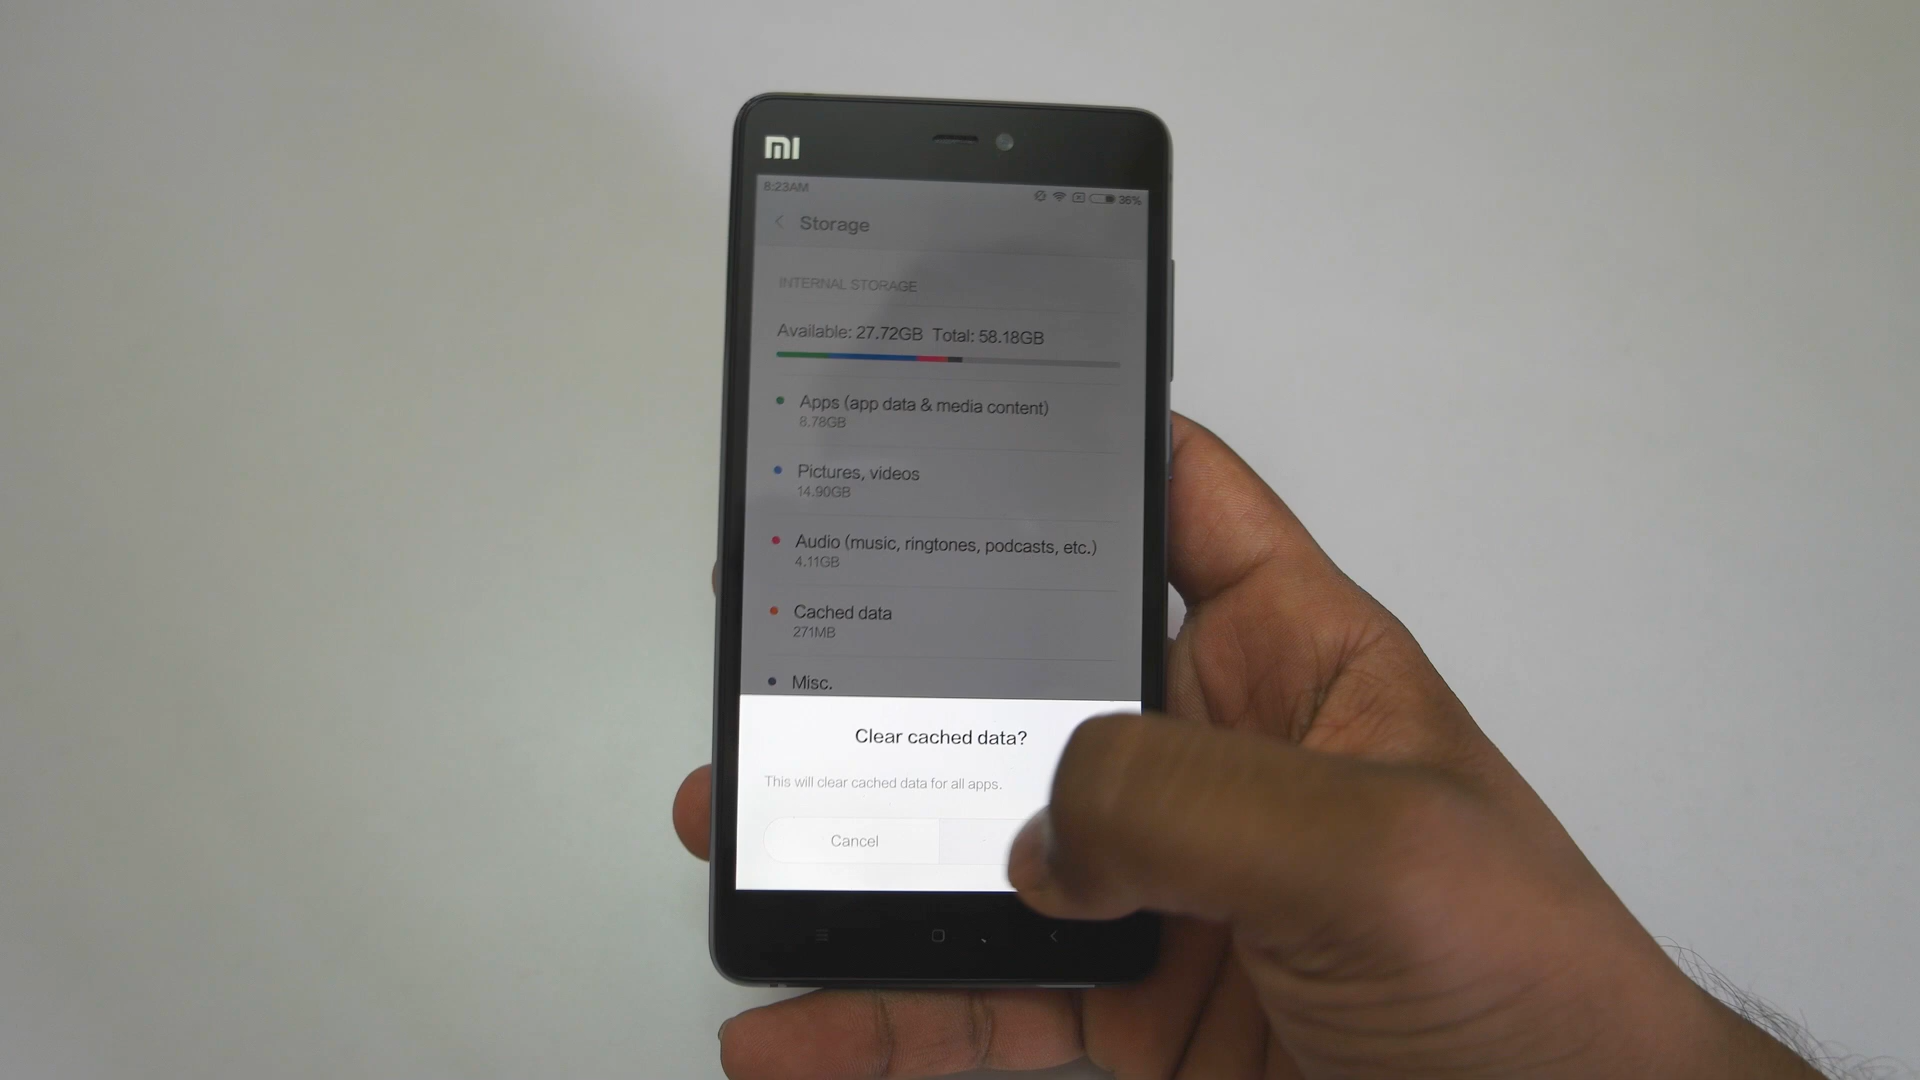 MI
8:23AM
36%
Storage
INTERNAL STORAGE
Available: 27.72GB Total: 58.18GB
Apps (app data & media content)
8.78GB
Pictures, videos
14.90GB
Audio (music, ringtones, podcasts, etc.)
4.11GB
Cached data
271MB
Misc.
Clear cached data?
This will clear cached data for all apps.
Cancel